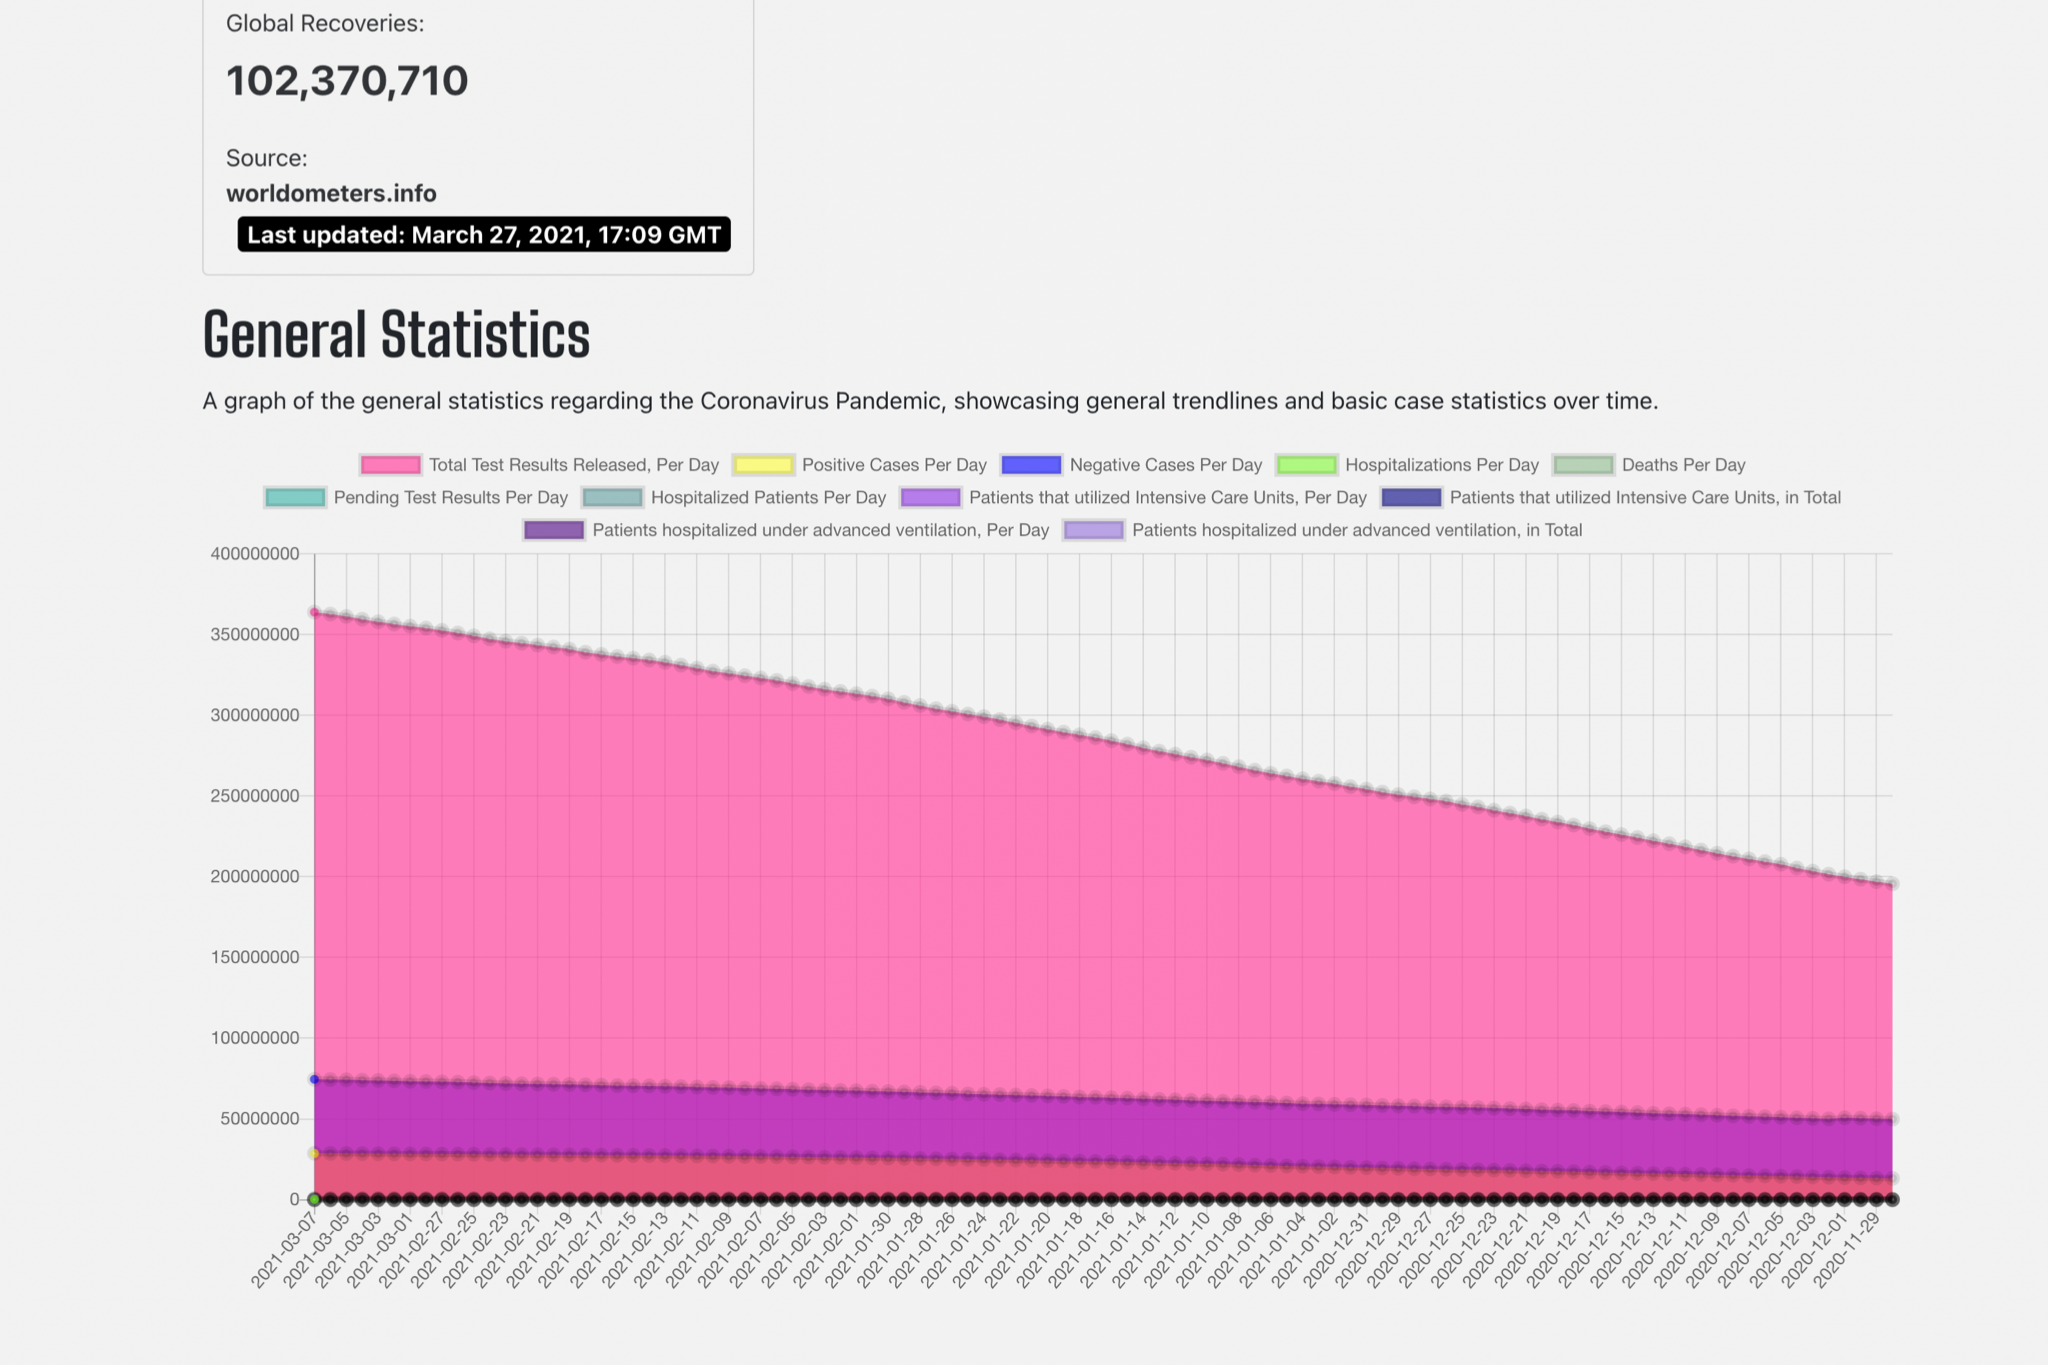 Global Recoveries:
102,370,710
Source:
worldometers.info
Last updated: March 27, 2021, 17:09 GMT
General Statistics
A graph of the general statistics regarding the Coronavirus Pandemic, showcasing general trendlines and basic case statistics over time.
Total Test Results Released, Per Day Positive Cases Per Day Negative Cases Per Day Hospitalizations Per Day Deaths Per Day
Pending Test Results Per Day Hospitalized Patients Per Day Patients that utilized Intensive Care Units, Per Day Patients that utilized Intensive Care Units, in Total
Patients hospitalized under advanced ventilation, Per Day Patients hospitalized under advanced ventilation, in Total
400000000
350000000
300000000
250000000
200000000
150000000
100000000
50000000
0
2021-03-07 2021-03-05 2021-03-03 2021-03-01 2021-02-27 2021-02-25 2021-02-23 2021-02-21 2021-02-19 2021-02-17 2021-02-15 2021-02-13 2021-02-11 2021-02-09 2021-02-07 2021-02-05 2021-02-03 2021-02-01 2021-01-30 2021-01-28 2021-01-26 2021-01-24 2021-01-22 2021-01-20 2021-01-18 2021-01-16 2021-01-14 2021-01-12 2021-01-10 2021-01-08 2021-01-06 2021-01-04 2021-01-02 2020-12-31 2020-12-29 2020-12-27 2020-12-25 2020-12-23 2020-12-21 2020-12-19 2020-12-17 2020-12-15 2020-12-13 2020-12-11 2020-12-09 2020-12-07 2020-12-05 2020-12-03 2020-12-01 2020-11-29